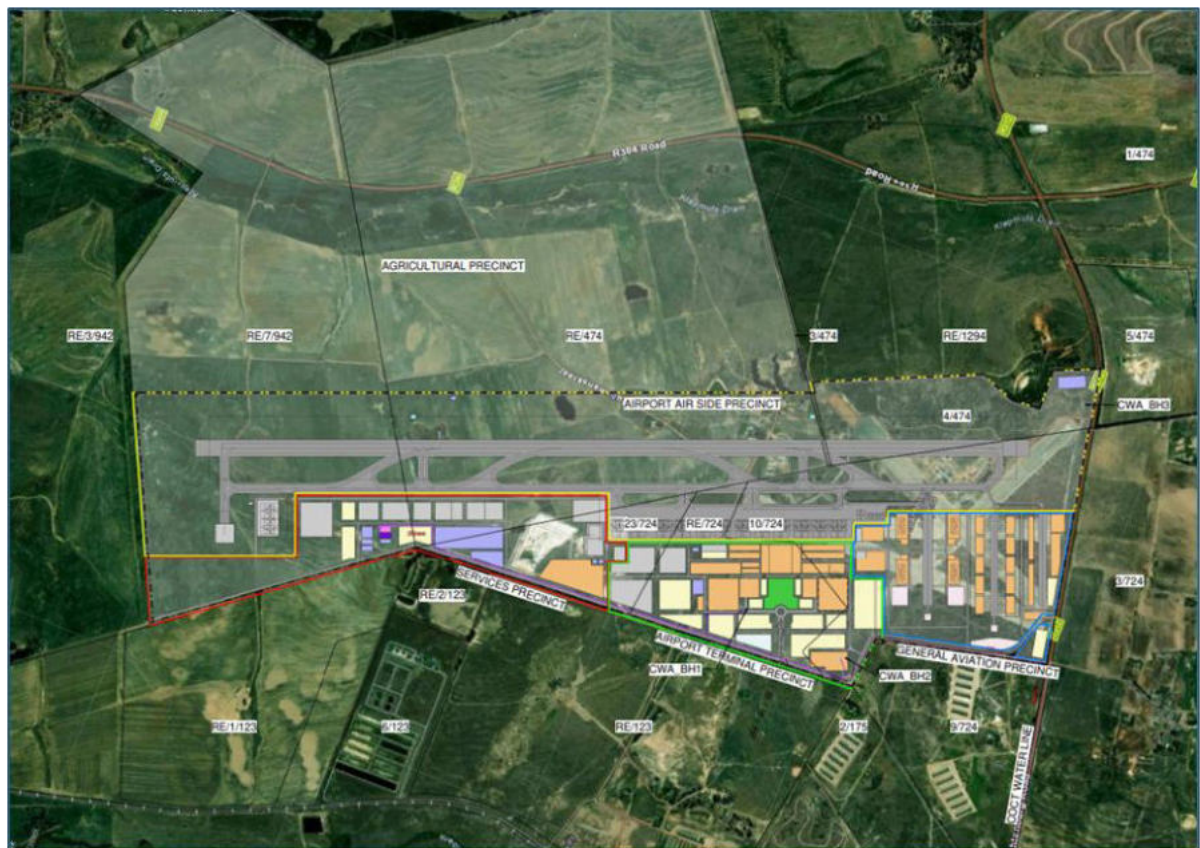 1/474
R304 Road
R304 Road
AGRICULTURAL PRECINCT
RE/3/942
RE/7/942
RE/474
3/474
RE/1294
5/474
AIRPORT AIR SIDE PRECINCT
4/474
CWA_BH3
23/724
RE/724
10/724
3/724
RE/2/123
SERVICES PRECINCT
AIRPORT TERMINAL PRECINCT
GENERAL AVIATION PRECINCT
CWA_BH1
CWA_BH2
RE/1/123
6/123
RE/123
2/175
9/724
COCT WATER LINE